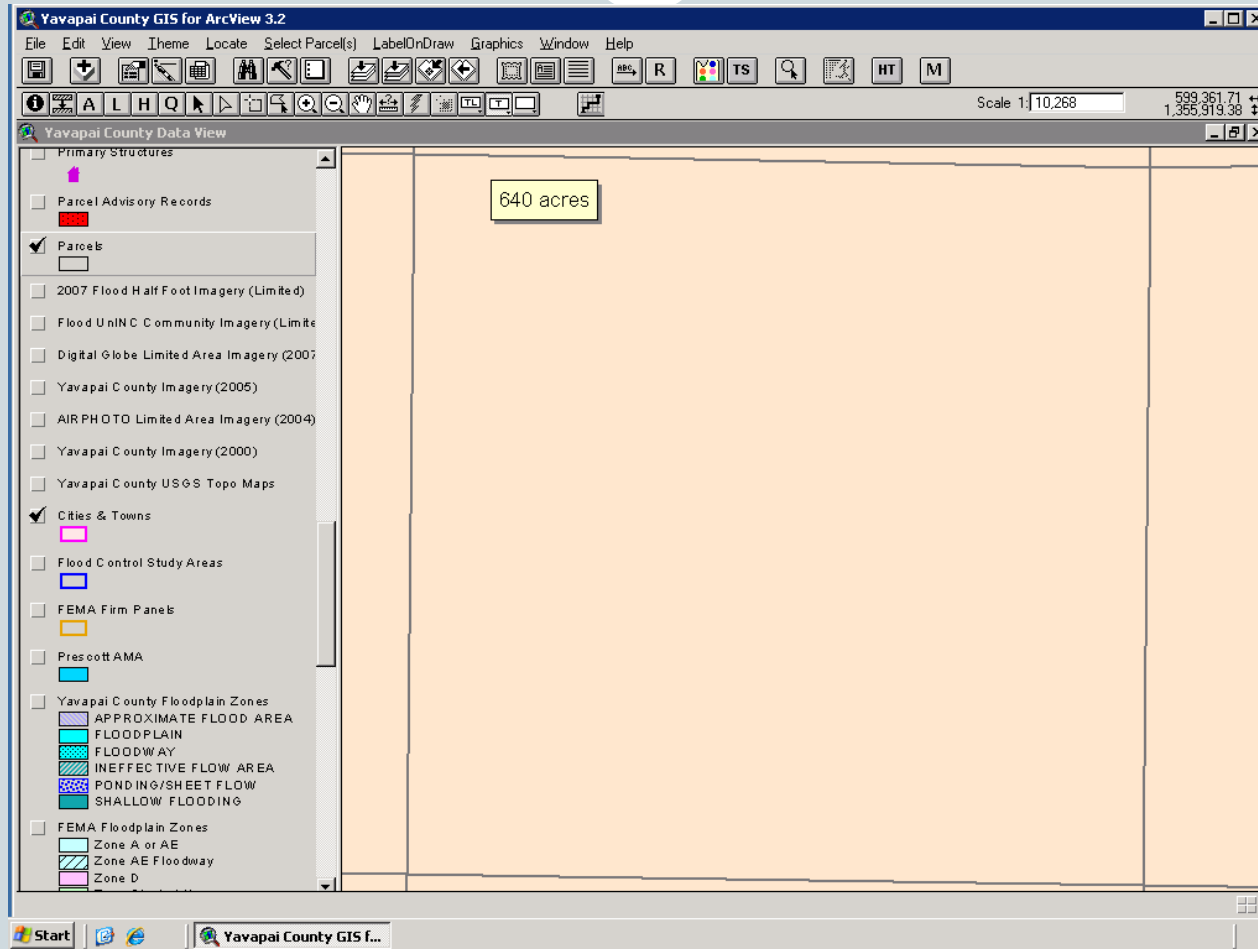 Yavapai County GIS for ArcView 3.2
File Edit View Theme Locate Select Parcel(s) LabelOnDraw Graphics Window Help
ABC R TS HT M
A L H Q TL T Scale 1: 10,268 599,361.71
1,355,919.38
Yavapai County Data View
Primary Structures
640 acres
Parcel Advisory Records
Parcels
2007 Flood Half Foot Imagery (Limited)
Flood UnINC Community Imagery (Limite
Digital Globe Limited Area Imagery (2007
Yavapai County Imagery (2005)
AIRPHOTO Limited Area Imagery (2004)
Yavapai County Imagery (2000)
Yavapai County USGS Topo Maps
Cities & Towns
Flood Control Study Areas
FEMA Firm Panels
Prescott AMA
Yavapai County Floodplain Zones
APPROXIMATE FLOOD AREA
FLOODPLAIN
FLOODWAY
INEFFECTIVE FLOW AREA
PONDING/SHEET FLOW
SHALLOW FLOODING
FEMA Floodplain Zones
Zone A or AE
Zone AE Floodway
Zone D
Start Yavapai County GIS f...